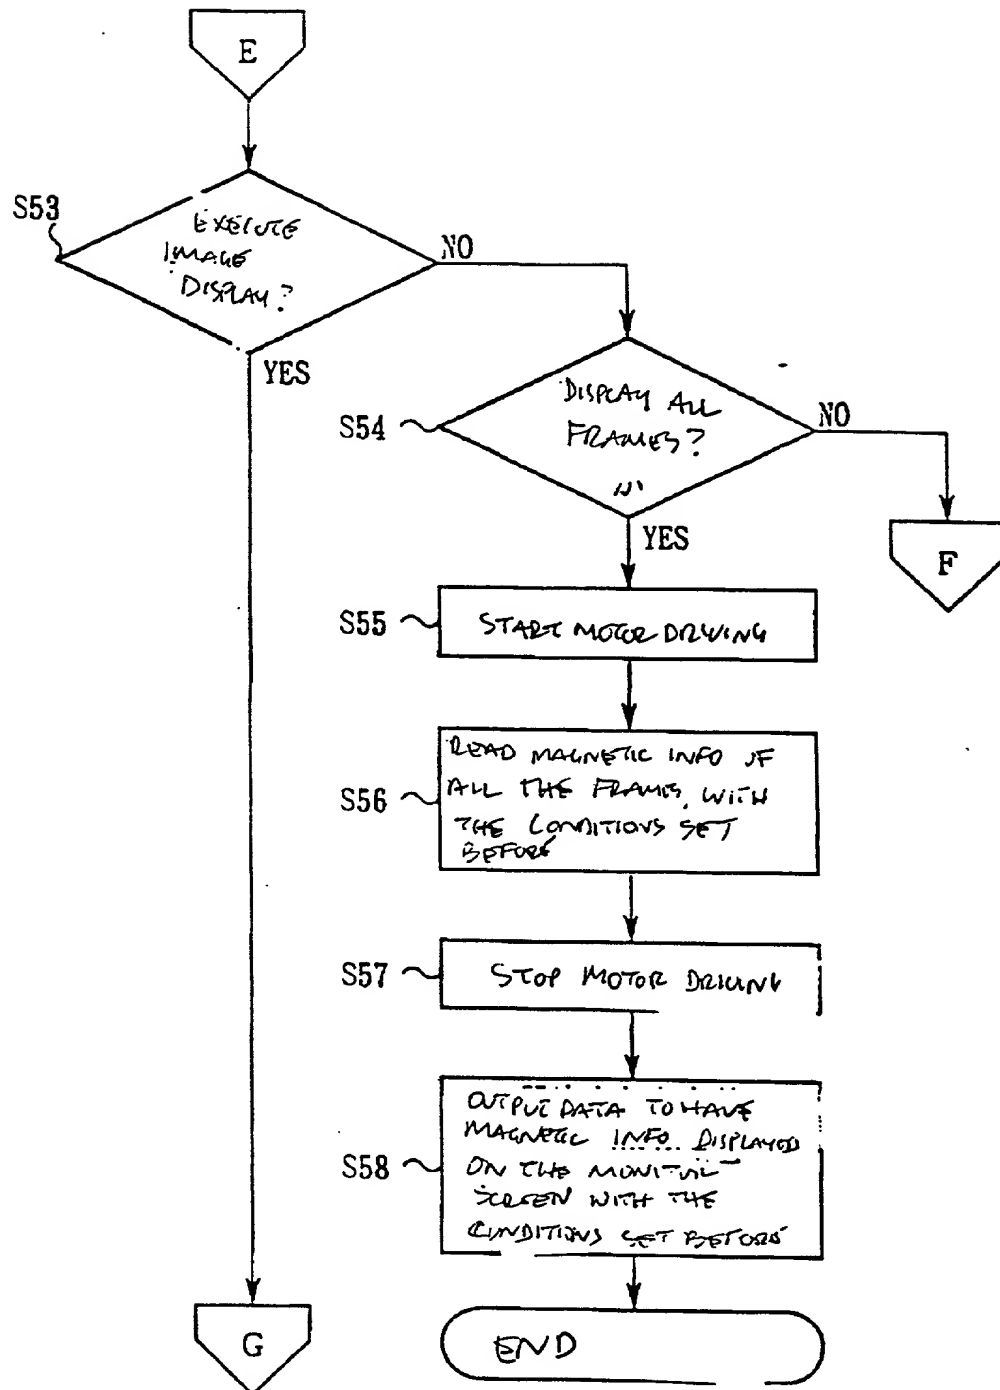 E
S53
EXECUTE
IMAGE
DISPLAY?
NO
YES
S54
DISPLAY ALL
FRAMES?
NO
YES
F
S55
START MOTOR DRIVING
S56
READ MAGNETIC INFO OF
ALL THE FRAMES WITH
THE CONDITIONS SET
BEFORE
S57
STOP MOTOR DRIVING
S58
OUTPUT DATA TO HAVE
MAGNETIC INFO DISPLAYED
ON THE MONITOR
SCREEN WITH THE
CONDITIONS SET BEFORE
G
END